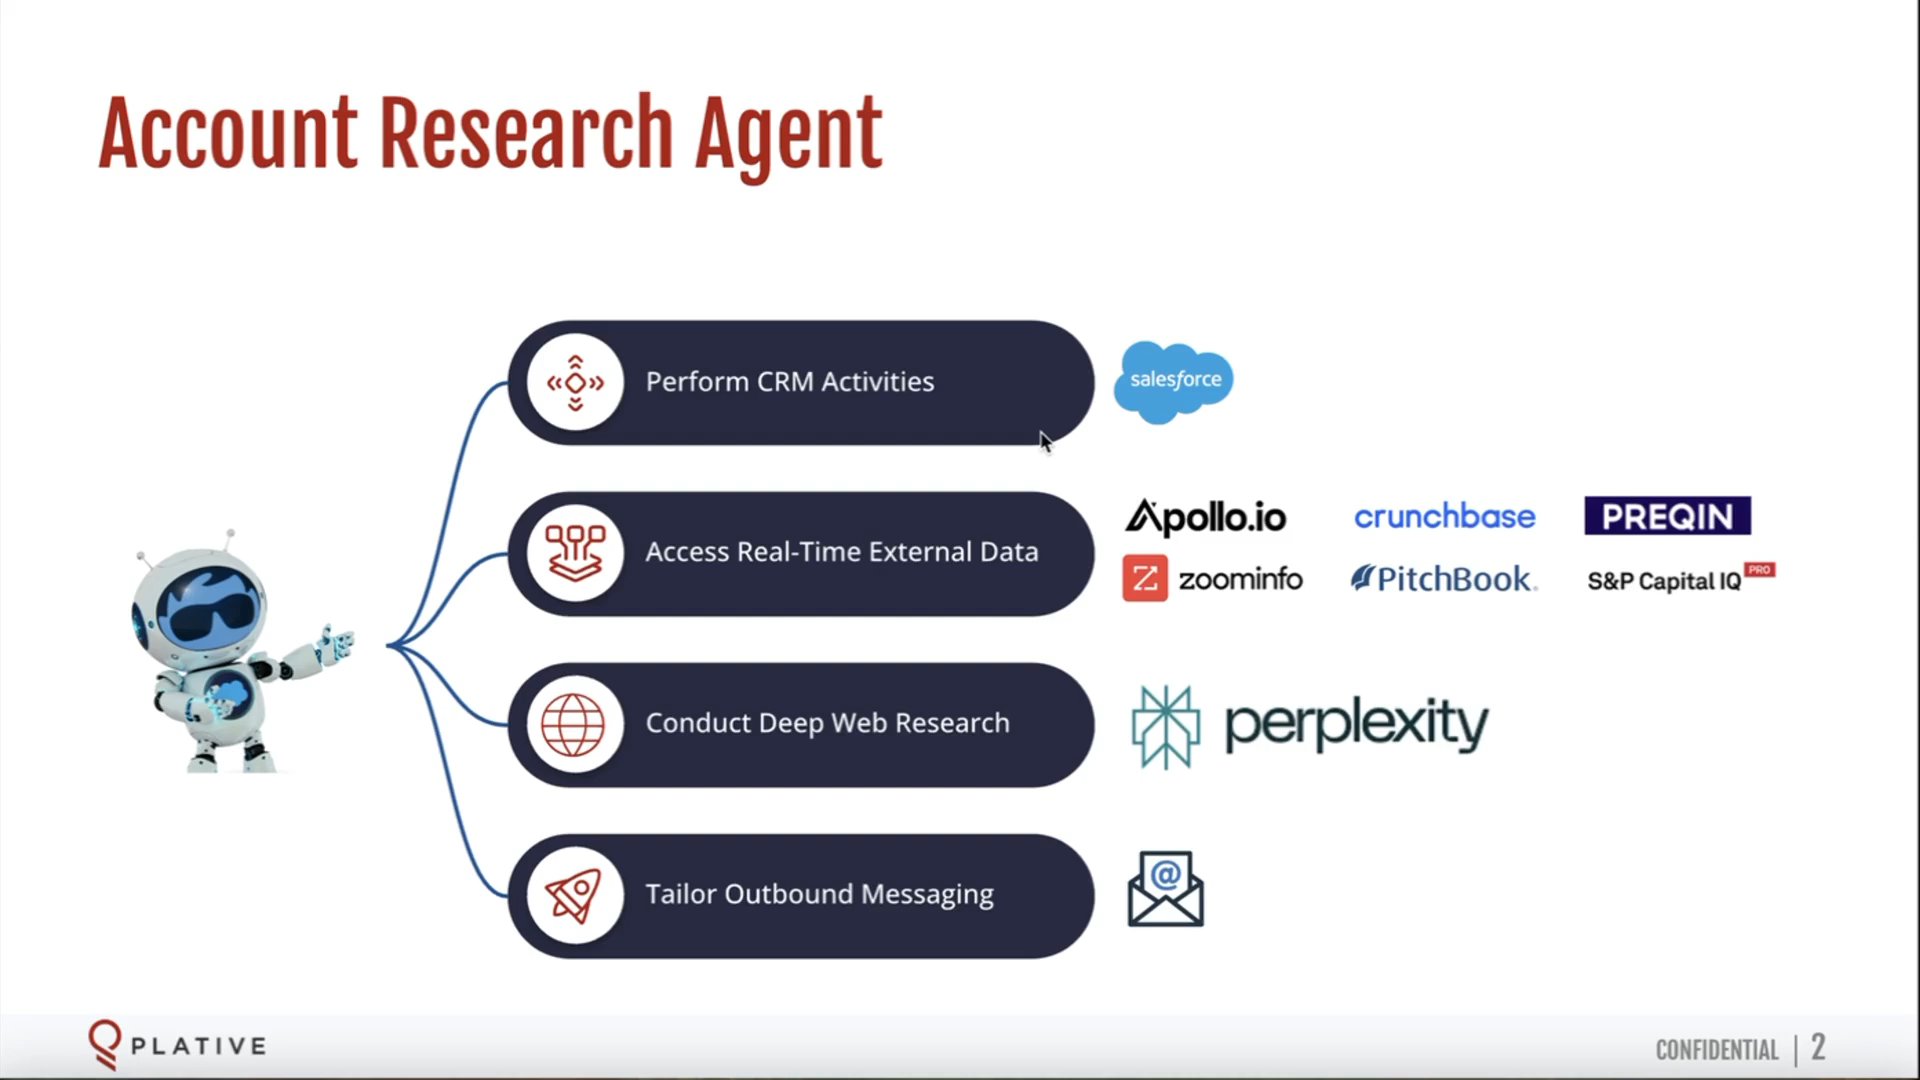 Account Research Agent
Perform CRM Activities
salesforce
Access Real-Time External Data
Apollo.io
crunchbase
PREQIN
zoominfo
PitchBook
S&P Capital IQ PRO
Conduct Deep Web Research
perplexity
Tailor Outbound Messaging
@
PLATIVE
CONFIDENTIAL | 2